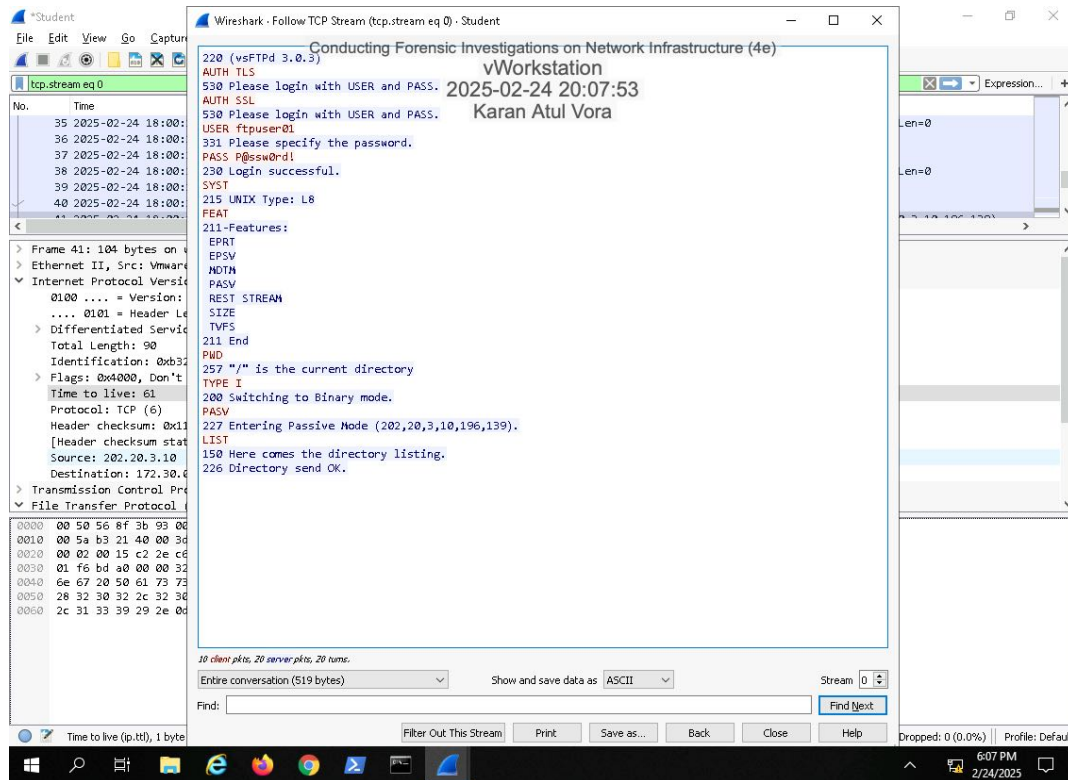 *Student
File Edit View Go Capture
tcp.stream eq 0
Expression...
No. Time
35 2025-02-24 18:00:
36 2025-02-24 18:00:
37 2025-02-24 18:00:
38 2025-02-24 18:00:
39 2025-02-24 18:00:
40 2025-02-24 18:00:
Len=0
Len=0
Frame 41: 104 bytes on
Ethernet II, Src: Vmware
Internet Protocol Versi
0100 .... = Version:
.... 0101 = Header Le
Differentiated Servic
Total Length: 90
Identification: 0xb32
Flags: 0x4000, Don't
Time to live: 61
Protocol: TCP (6)
Header checksum: 0x11
[Header checksum stat
Source: 202.20.3.10
Destination: 172.30.0
Transmission Control Pro
File Transfer Protocol
0000 00 50 56 8f 3b 93 00
0010 00 5a b3 21 40 00 3d
0020 00 02 00 15 c2 2e c6
0030 01 f6 bd a0 00 00 32
0040 6e 67 20 50 61 73 73
0050 28 32 30 32 2c 32 30
0060 2c 31 33 39 29 2e 0d
Time to live (ip.ttl), 1 byte
Dropped: 0 (0.0%) Profile: Defau
Wireshark · Follow TCP Stream (tcp.stream eq 0) · Student
Conducting Forensic Investigations on Network Infrastructure (4e)
vWorkstation
2025-02-24 20:07:53
Karan Atul Vora
220 (vsFTPd 3.0.3)
AUTH TLS
530 Please login with USER and PASS.
AUTH SSL
530 Please login with USER and PASS.
USER ftpuser01
331 Please specify the password.
PASS P@ssw0rd!
230 Login successful.
SYST
215 UNIX Type: L8
FEAT
211-Features:
EPRT
EPSV
MDTM
PASV
REST STREAM
SIZE
TVFS
211 End
PWD
257 "/" is the current directory
TYPE I
200 Switching to Binary mode.
PASV
227 Entering Passive Mode (202,20,3,10,196,139).
LIST
150 Here comes the directory listing.
226 Directory send OK.
10 client pkts, 20 server pkts, 20 turns.
Entire conversation (519 bytes) Show and save data as ASCII Stream 0
Find: Find Next
Filter Out This Stream Print Save as... Back Close Help
6:07 PM
2/24/2025